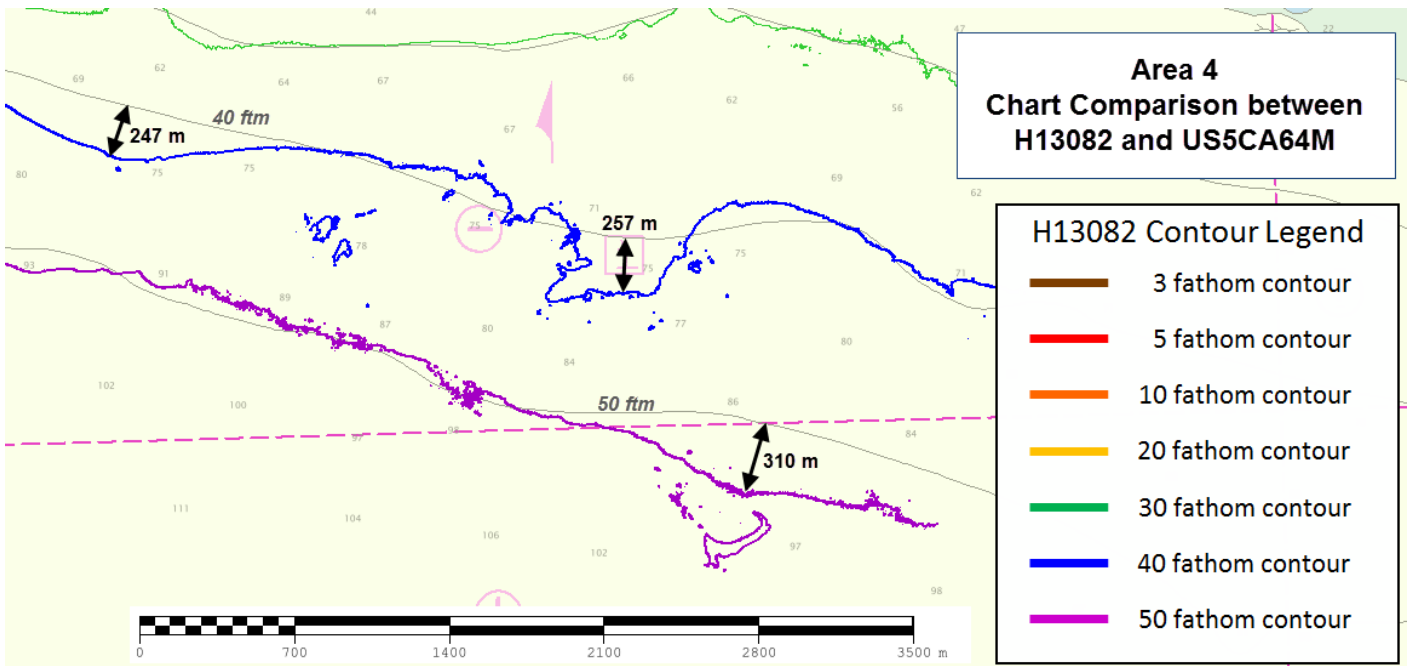 44
47
22
69
62
64
67
66
62
56
67
Area 4
Chart Comparison between
H13082 and US5CA64M
40 ftm
247 m
80
75
75
69
62
71
257 m
75
78
75
75
71
H13082 Contour Legend
3 fathom contour
5 fathom contour
10 fathom contour
20 fathom contour
30 fathom contour
40 fathom contour
50 fathom contour
93
91
89
87
80
77
80
84
102
100
50 ftm
86
84
97
98
310 m
111
104
106
102
97
98
0 700 1400 2100 2800 3500 m